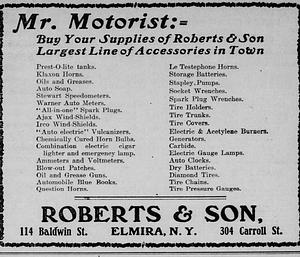 Mr. Motorist:=
Buy Your Supplies of Roberts & Son
Largest Line of Accessories in Town
Prest-O-lite tanks.
Klaxon Horns.
Oils and Greases.
Auto Soap.
Stewart Speedometers.
Warner Auto Meters.
"All-in-one" Spark Plugs.
Ajax Wind-Shields.
Irco Wind-Shields.
"Auto electric" Vulcanizers.
Chemically Cured Horn Bulbs.
Combination electric cigar
lighter and emergency lamp.
Ammeters and Voltmeters.
Blow-out Patches.
Oil and Grease Guns.
Automobile Blue Books.
Question Horns.
Le Testephone Horns.
Storage Batteries.
Stapley Pumps.
Socket Wrenches.
Spark Plug Wrenches.
Tire Holders.
Tire Trunks.
Tire Covers.
Electric & Acetylene Burners.
Generators.
Carbide.
Electric Gauge Lamps.
Auto Clocks.
Dry Batteries.
Diamond Tires.
Tire Chains.
Tire Pressure Gauges.
ROBERTS & SON,
114 Baldwin St. ELMIRA, N. Y. 304 Carroll St.